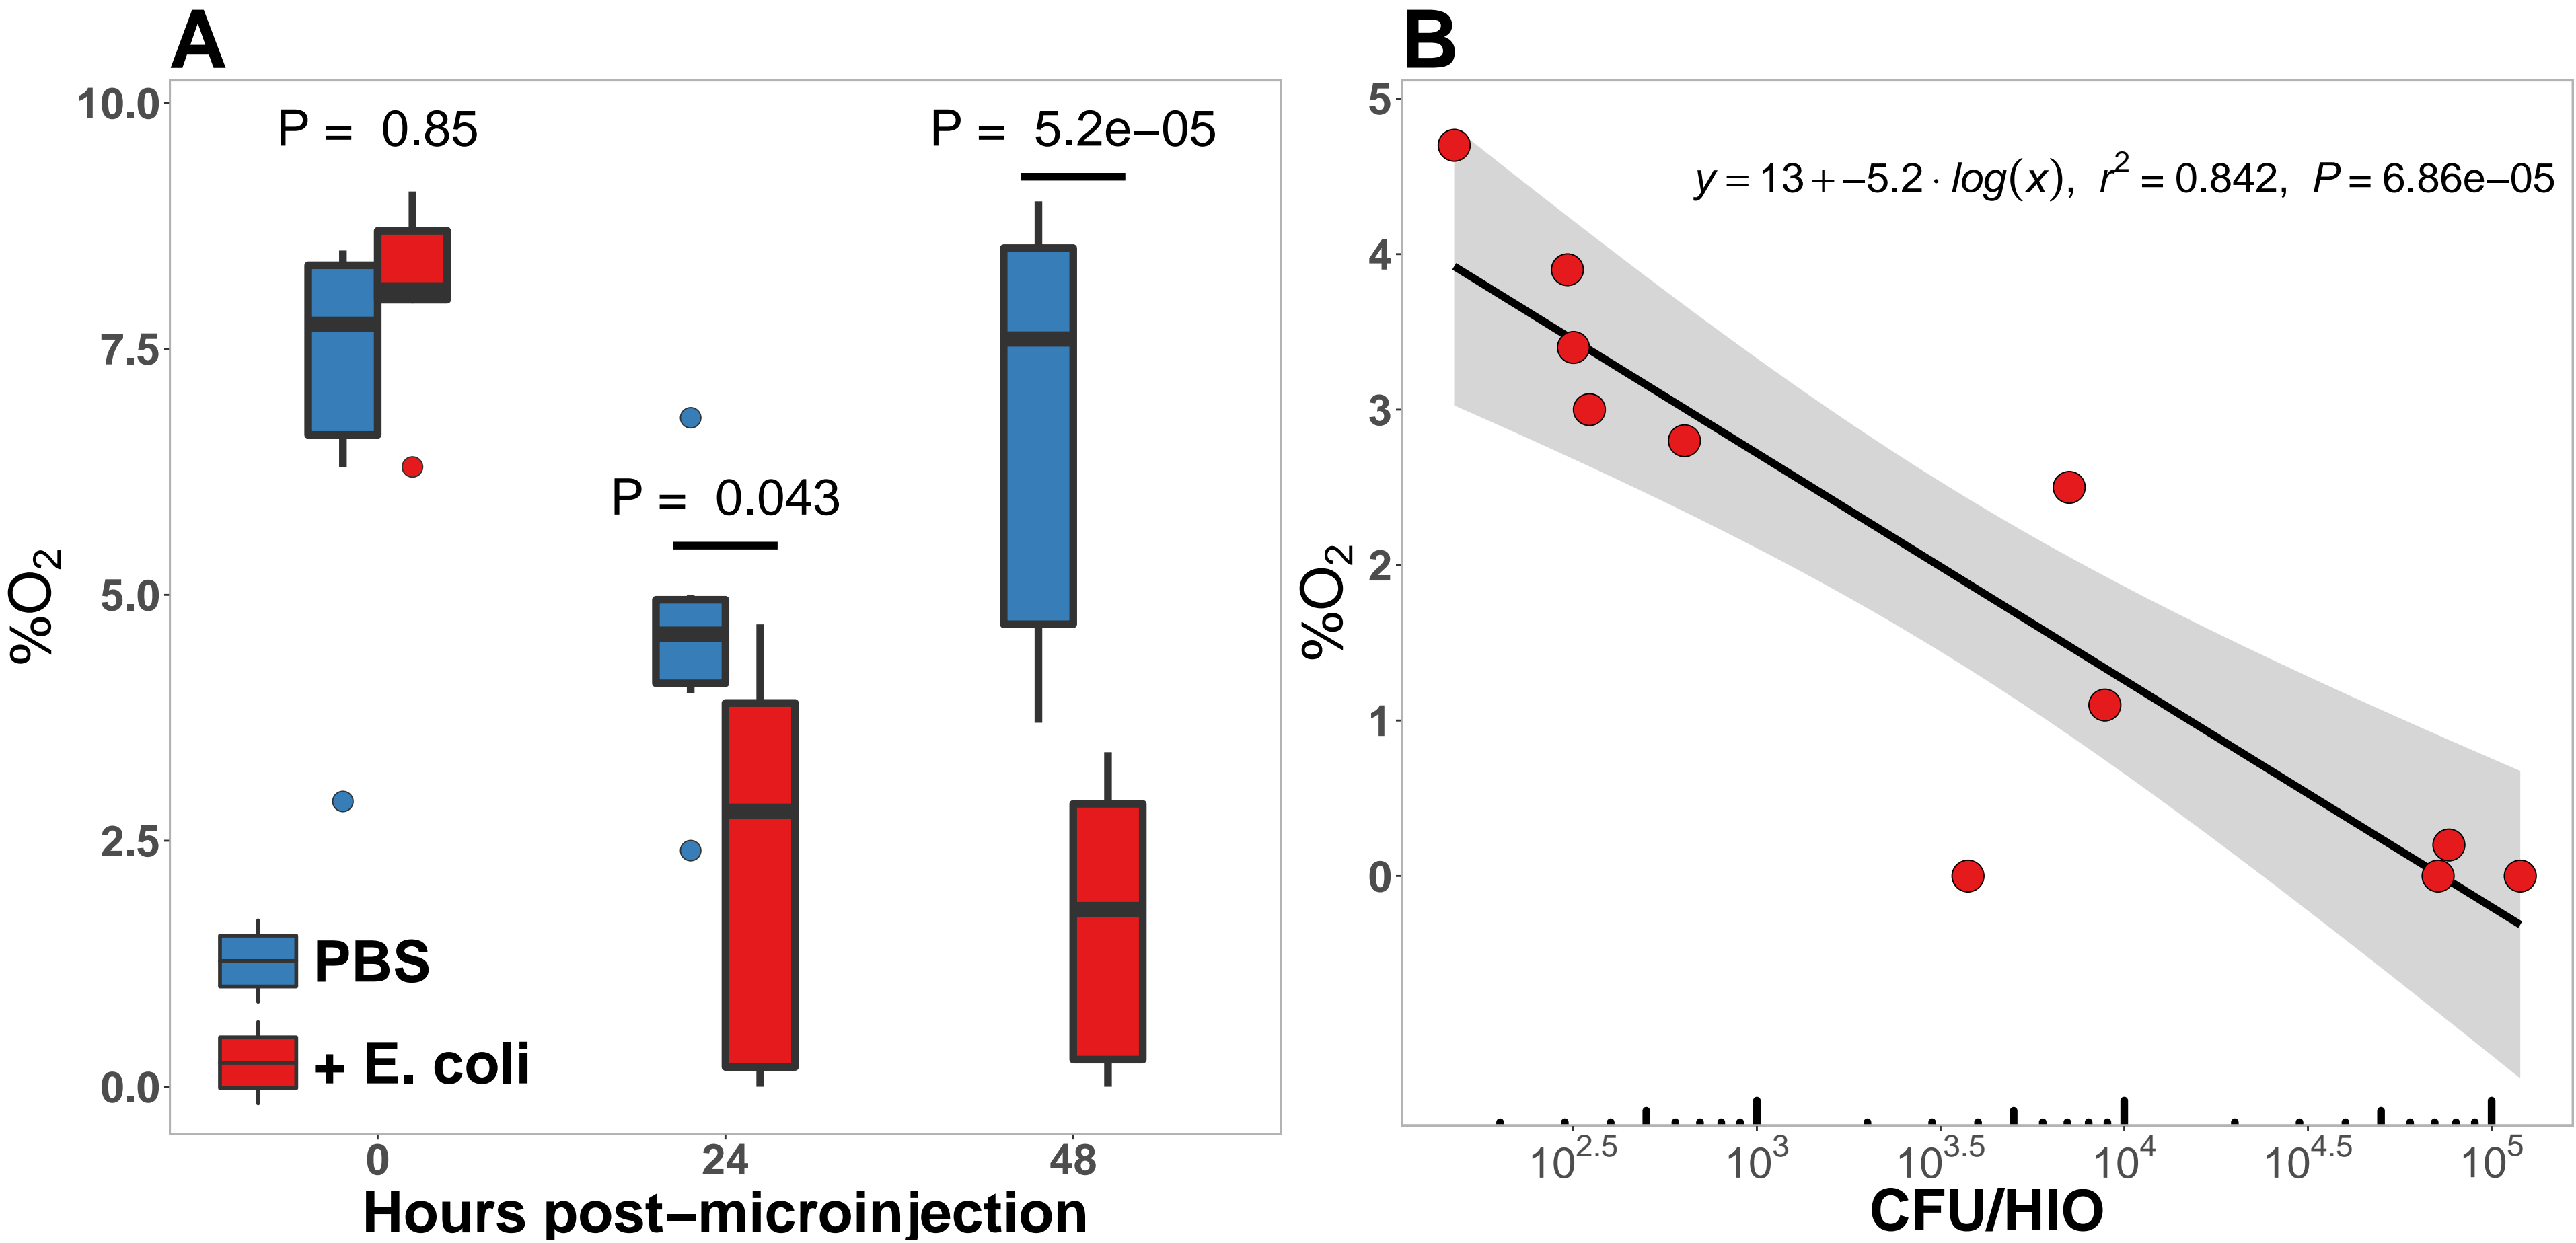 A
10.0
7.5
5.0
2.5
0.0
%O2
P = 0.85
P = 0.043
P = 5.2e−05
PBS
+ E. coli
0 24 48
Hours post−microinjection
B
5
4
3
2
1
0
%O2
y = 13 + −5.2 · log(x), r2 = 0.842, P = 6.86e−05
10^2.5 10^3 10^3.5 10^4 10^4.5 10^5
CFU/HIO